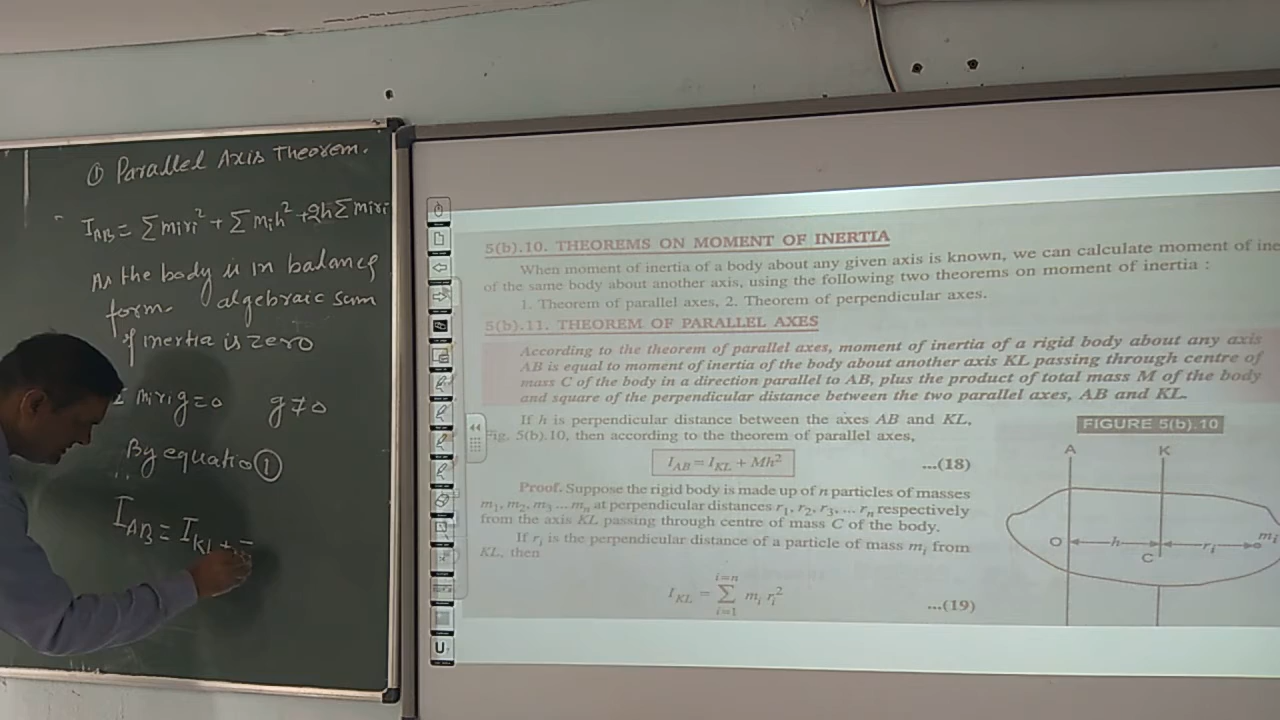 ① Parallel Axis Theorem.
I_AB = Σ miri² + Σ Mih² + 2hΣ miri
As the body is in balance
form. algebraic sum
of inertia is zero
Σ miri g = 0 g ≠ 0
By equatio ①
∴
I_AB = I_KL +
5(b).10. THEOREMS ON MOMENT OF INERTIA
When moment of inertia of a body about any given axis is known, we can calculate moment of ine
of the same body about another axis, using the following two theorems on moment of inertia :
1. Theorem of parallel axes, 2. Theorem of perpendicular axes.
5(b).11. THEOREM OF PARALLEL AXES
According to the theorem of parallel axes, moment of inertia of a rigid body about any axis
AB is equal to moment of inertia of the body about another axis KL passing through centre of
mass C of the body in a direction parallel to AB, plus the product of total mass M of the body
and square of the perpendicular distance between the two parallel axes, AB and KL.
If h is perpendicular distance between the axes AB and KL,
Fig. 5(b).10, then according to the theorem of parallel axes,
I_AB = I_KL + Mh² ...(18)
Proof. Suppose the rigid body is made up of n particles of masses
m₁, m₂, m₃ ... mₙ at perpendicular distances r₁, r₂, r₃, ... rₙ respectively
from the axis KL passing through centre of mass C of the body.
If rᵢ is the perpendicular distance of a particle of mass mᵢ from
KL, then
i=n
I_KL = Σ mᵢ rᵢ² ...(19)
i=1
FIGURE 5(b).10
A K
O h C rᵢ mᵢ
U